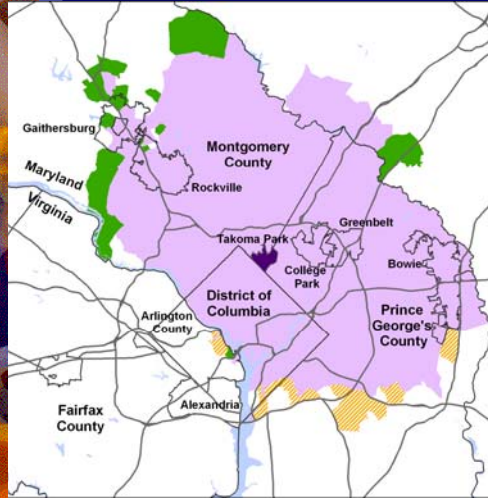 Gaithersburg
Montgomery
County
Maryland
Virginia
Rockville
Takoma Park
Greenbelt
College
Park
Bowie
District of
Columbia
Arlington
County
Prince
George's
County
Alexandria
Fairfax
County